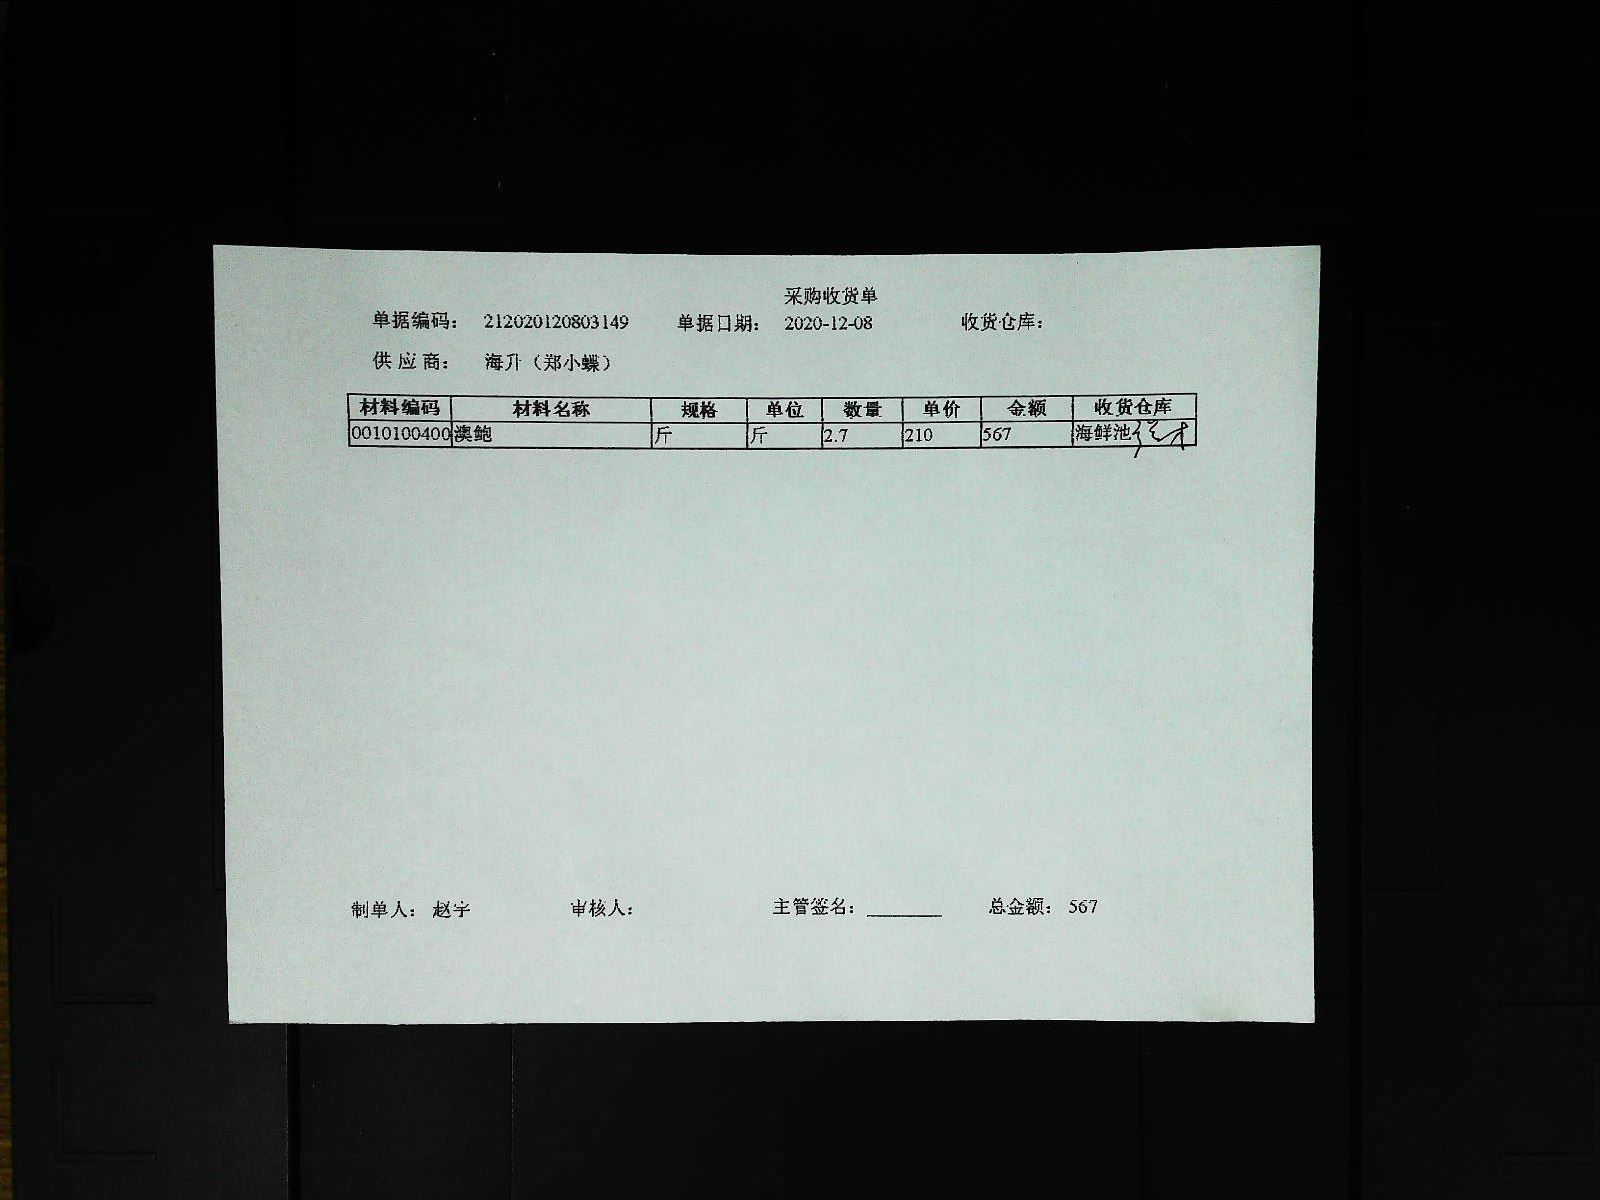 采购收货单
单据编码： 212020120803149 单据日期： 2020-12-08 收货仓库：
供应商： 海升（郑小蝶）
材料编码 材料名称 规格 单位 数量 单价 金额 收货仓库
0010100400 澳鲍 斤 斤 2.7 210 567 海鲜池
制单人： 赵宇 审核人： 主管签名： ________ 总金额： 567